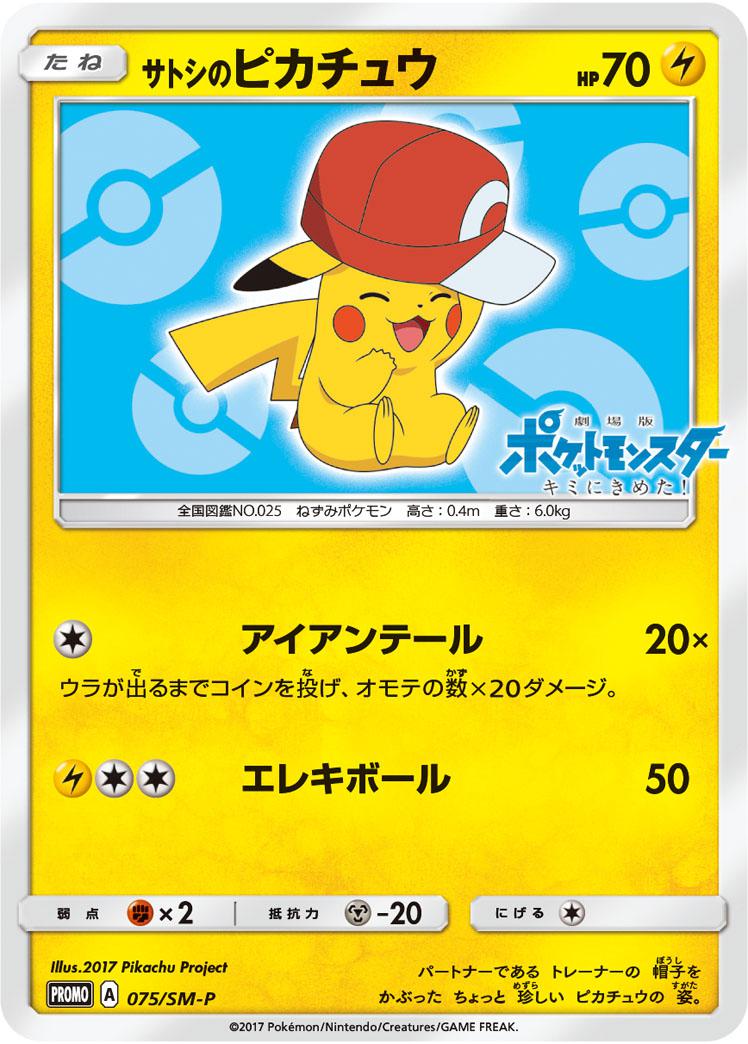 たね サトシのピカチュウ HP70
劇場版
ポケットモンスター
キミにきめた!
全国図鑑NO.025 ねずみポケモン 高さ:0.4m 重さ:6.0kg
アイアンテール 20×
ウラが出るまでコインを投げ、オモテの数×20ダメージ。
エレキボール 50
弱点 ×2 抵抗力 -20 にげる
Illus.2017 Pikachu Project
PROMO A 075/SM-P
パートナーである トレーナーの 帽子を
かぶった ちょっと 珍しい ピカチュウの 姿。
©2017 Pokémon/Nintendo/Creatures/GAME FREAK.